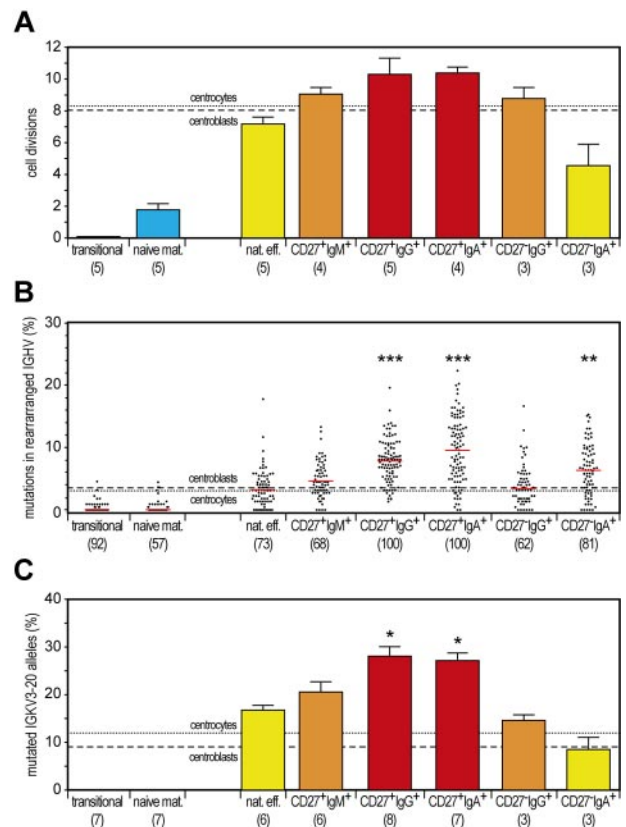 A
cell divisions
12
10
8
6
4
2
0
centrocytes
centroblasts
transitional naive mat. nat. eff. CD27+IgM+ CD27+IgG+ CD27+IgA+ CD27-IgG+ CD27-IgA+
(5) (5) (5) (4) (5) (4) (3) (3)
B
mutations in rearrarranged IGHV (%)
30
20
10
0
*** *** **
centroblasts
centrocytes
transitional naive mat. nat. eff. CD27+IgM+ CD27+IgG+ CD27+IgA+ CD27-IgG+ CD27-IgA+
(92) (57) (73) (68) (100) (100) (62) (81)
C
mutated IGKV3-20 alleles (%)
40
30
20
10
0
* *
centrocytes
centroblasts
transitional naive mat. nat. eff. CD27+IgM+ CD27+IgG+ CD27+IgA+ CD27-IgG+ CD27-IgA+
(7) (7) (6) (6) (8) (7) (3) (3)